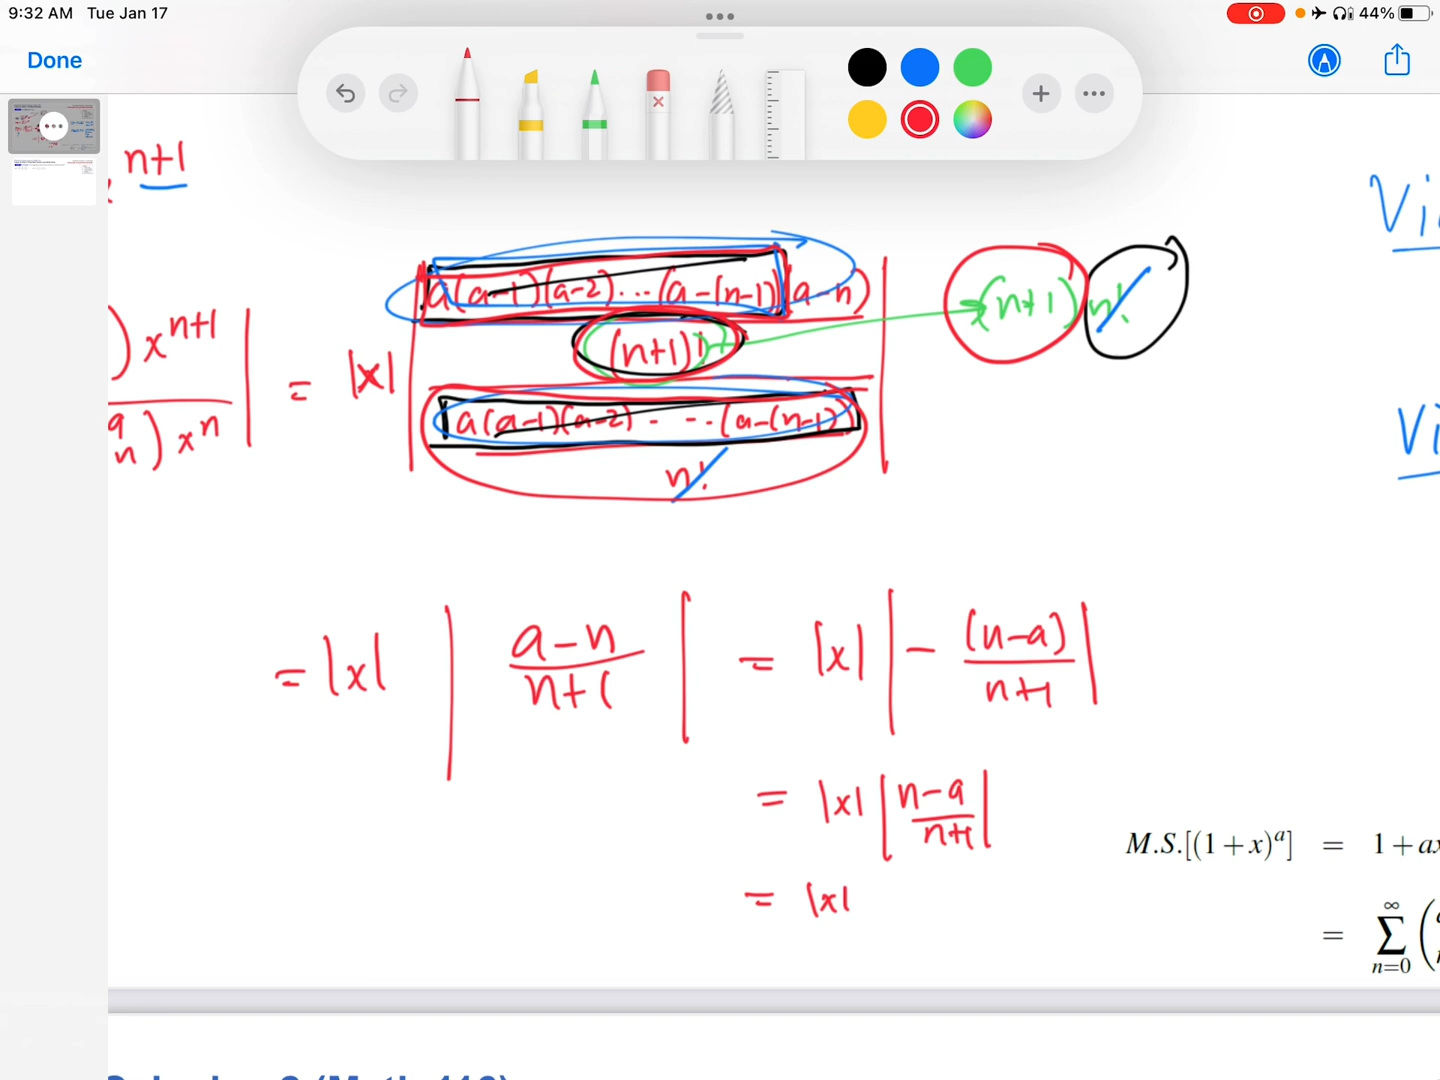 9:32 AM Tue Jan 17
44%
Done
n+1
Vi
a(a-1)(a-2)...(a-(n-1))(a-n)
(n+1)! (n+1) n!
) x^{n+1} = |x|
a(a-1)(a-2)- - -.(a-(n-1))
n ) x^n
n!
Vi
= |x| | a-n / n+1 | = |x| | - (n-a) / n+1 |
= |x| | n-a / n+1 |
= |x|
M.S.[(1+x)^a] = 1+ax
= ∑_{n=0}^{∞} (